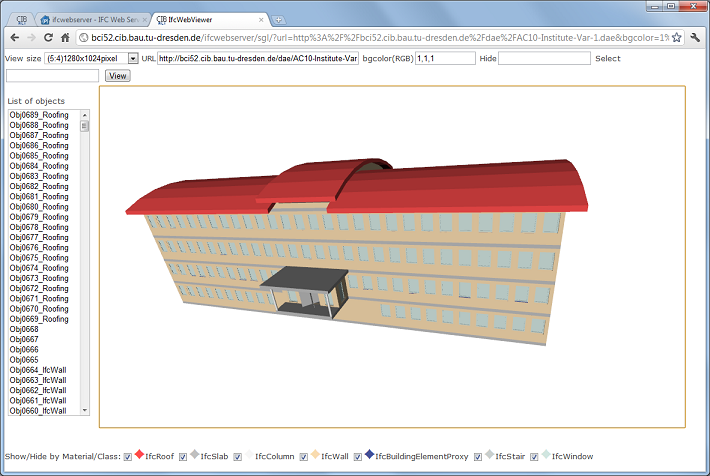 ifcwebserver - IFC Web Serv
IfcWebViewer
bci52.cib.bau.tu-dresden.de/ifcwebserver/sgl/?url=http%3A%2F%2Fbci52.cib.bau.tu-dresden.de%2Fdae%2FAC10-Institute-Var-1.dae&bgcolor=1%
View size (5:4)1280x1024pixel URL http://bci52.cib.bau.tu-dresden.de/dae/AC10-Institute-Var bgcolor(RGB) 1,1,1 Hide Select
View
List of objects
Obj0689_Roofing
Obj0688_Roofing
Obj0687_Roofing
Obj0686_Roofing
Obj0685_Roofing
Obj0684_Roofing
Obj0683_Roofing
Obj0682_Roofing
Obj0681_Roofing
Obj0680_Roofing
Obj0679_Roofing
Obj0678_Roofing
Obj0677_Roofing
Obj0676_Roofing
Obj0675_Roofing
Obj0674_Roofing
Obj0673_Roofing
Obj0672_Roofing
Obj0671_Roofing
Obj0670_Roofing
Obj0669_Roofing
Obj0668
Obj0667
Obj0666
Obj0665
Obj0664_IfcWall
Obj0663_IfcWall
Obj0662_IfcWall
Obj0661_IfcWall
Obj0660_IfcWall
Show/Hide by Material/Class: IfcRoof IfcSlab IfcColumn IfcWall IfcBuildingElementProxy IfcStair IfcWindow